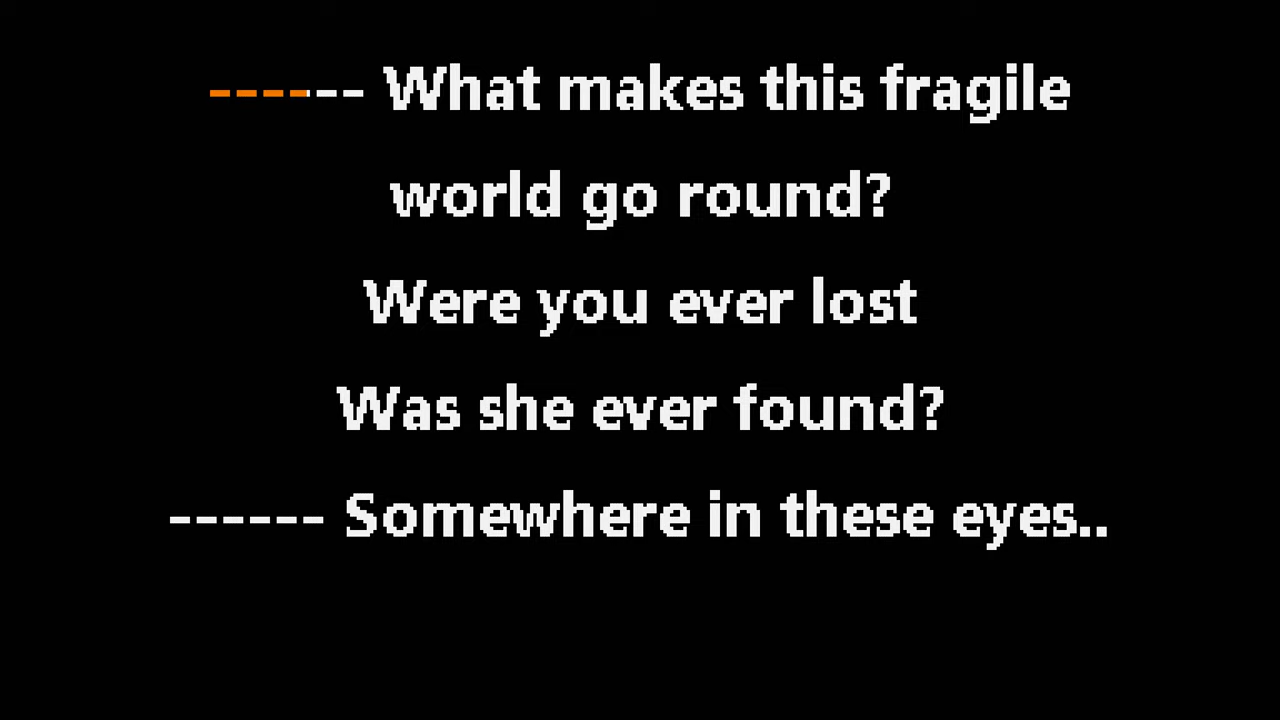 ------ What makes this fragile
world go round?
Were you ever lost
Was she ever found?
------ Somewhere in these eyes..